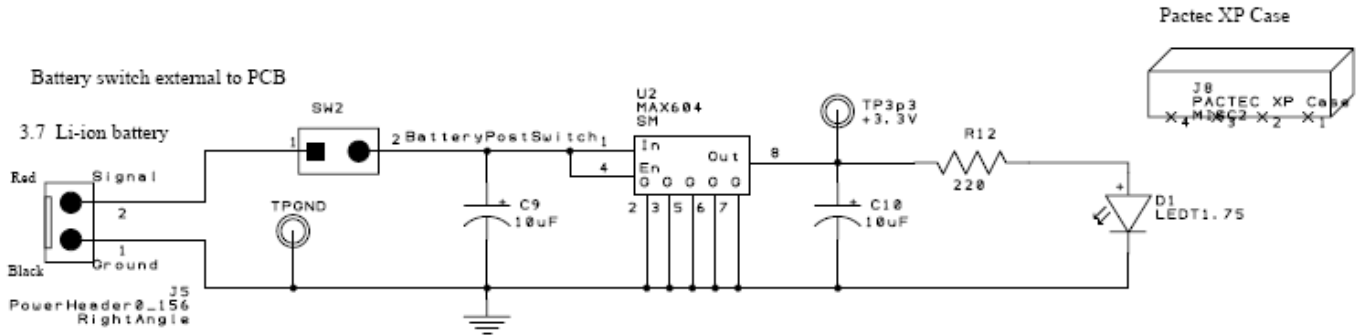 Pactec XP Case
Battery switch external to PCB
3.7 Li-ion battery
SW2
1
2 BatteryPostSwitch
U2
MAX604
SM
1 In
4 En
Out 8
G G G G G
2 3 5 6 7
TP3p3
+3.3V
R12
220
J8
PACTEC XP Case
4 3 2 1
Red
Signal
2
TPGND
C9
10uF
C10
10uF
D1
LEDT1.75
1
Black
Ground
J5
PowerHeader0_156
RightAngle